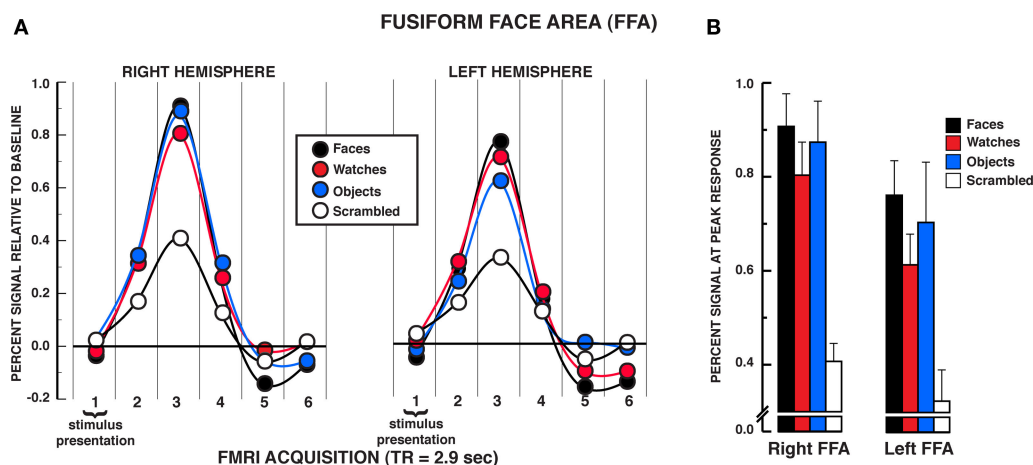 A
FUSIFORM FACE AREA (FFA)
B
RIGHT HEMISPHERE
LEFT HEMISPHERE
PERCENT SIGNAL RELATIVE TO BASELINE
1.0
0.8
0.6
0.4
0.2
0.0
-0.2
Faces
Watches
Objects
Scrambled
1 2 3 4 5 6
stimulus
presentation
1 2 3 4 5 6
stimulus
presentation
FMRI ACQUISITION (TR = 2.9 sec)
PERCENT SIGNAL AT PEAK RESPONSE
1.0
0.8
0.6
0.4
0.0
Faces
Watches
Objects
Scrambled
Right FFA Left FFA